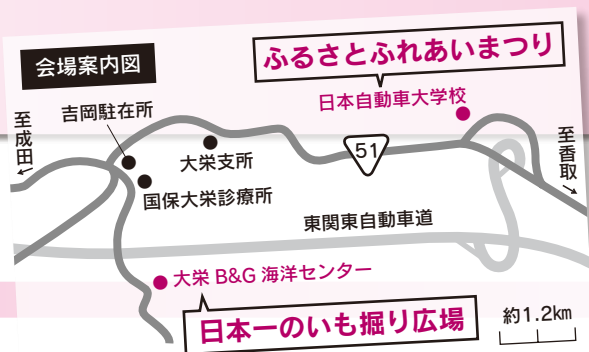 会場案内図
ふるさとふれあいまつり
日本自動車大学校
吉岡駐在所
至成田
大栄支所
51
至香取
国保大栄診療所
東関東自動車道
大栄 B&G 海洋センター
日本一のいも掘り広場
約1.2km